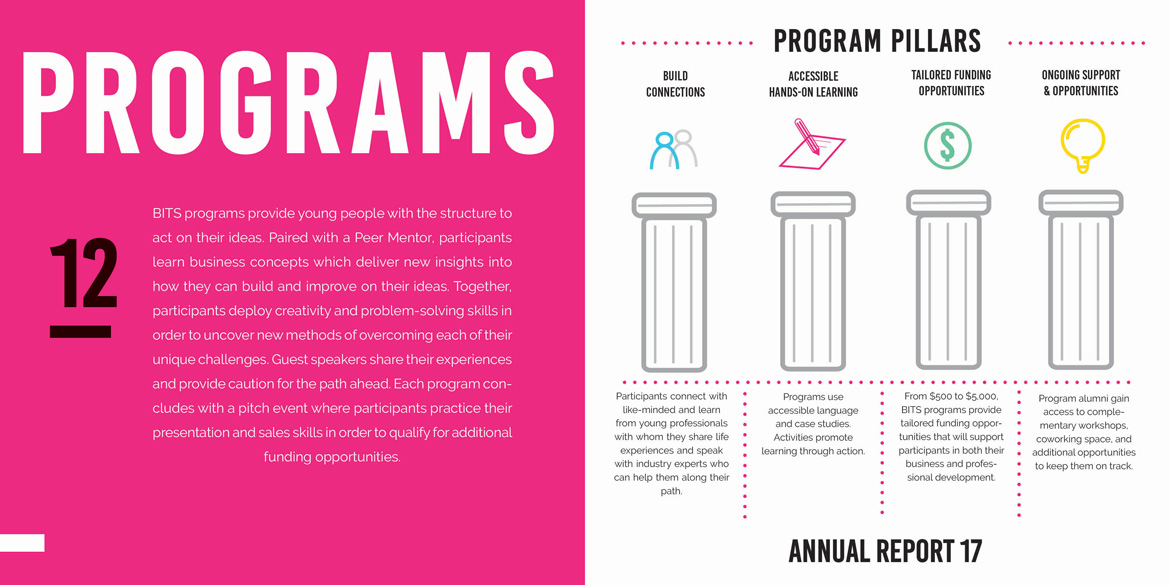 PROGRAMS
12
BITS programs provide young people with the structure to
act on their ideas. Paired with a Peer Mentor, participants
learn business concepts which deliver new insights into
how they can build and improve on their ideas. Together,
participants deploy creativity and problem-solving skills in
order to uncover new methods of overcoming each of their
unique challenges. Guest speakers share their experiences
and provide caution for the path ahead. Each program con-
cludes with a pitch event where participants practice their
presentation and sales skills in order to qualify for additional
funding opportunities.
PROGRAM PILLARS
BUILD
CONNECTIONS
ACCESSIBLE
HANDS-ON LEARNING
TAILORED FUNDING
OPPORTUNITIES
ONGOING SUPPORT
& OPPORTUNITIES
$
Participants connect with
like-minded and learn
from young professionals
with whom they share life
experiences and speak
with industry experts who
can help them along their
path.
Programs use
accessible language
and case studies.
Activities promote
learning through action.
From $500 to $5,000,
BITS programs provide
tailored funding oppor-
tunities that will support
participants in both their
business and profes-
sional development.
Program alumni gain
access to comple-
mentary workshops,
coworking space, and
additional opportunities
to keep them on track.
ANNUAL REPORT 17